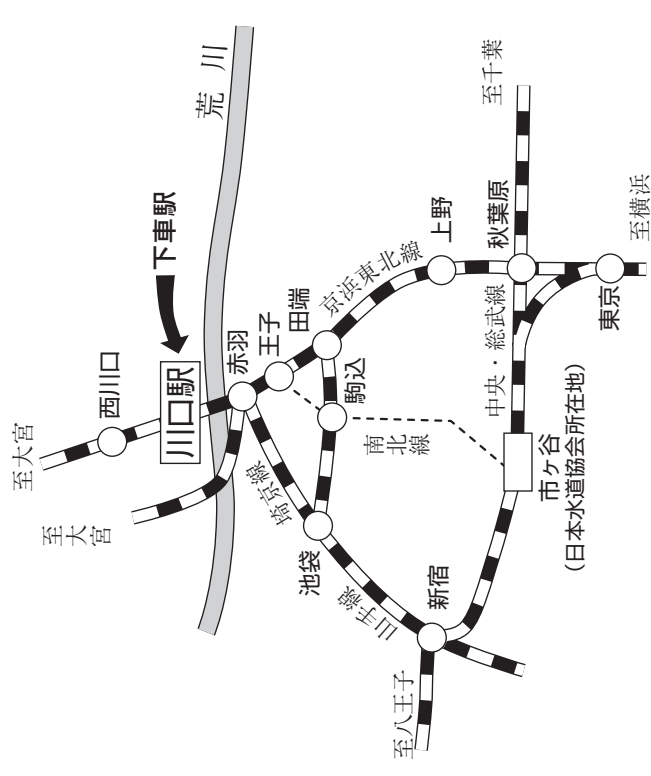 至大宮
西川口
川口駅
下車駅
荒川
至大宮
赤羽
王子
田端
京浜東北線
上野
秋葉原
至千葉
東京
至横浜
駒込
南北線
中央・総武線
市ヶ谷
(日本水道協会所在地)
埼京線
池袋
山手線
新宿
至八王子